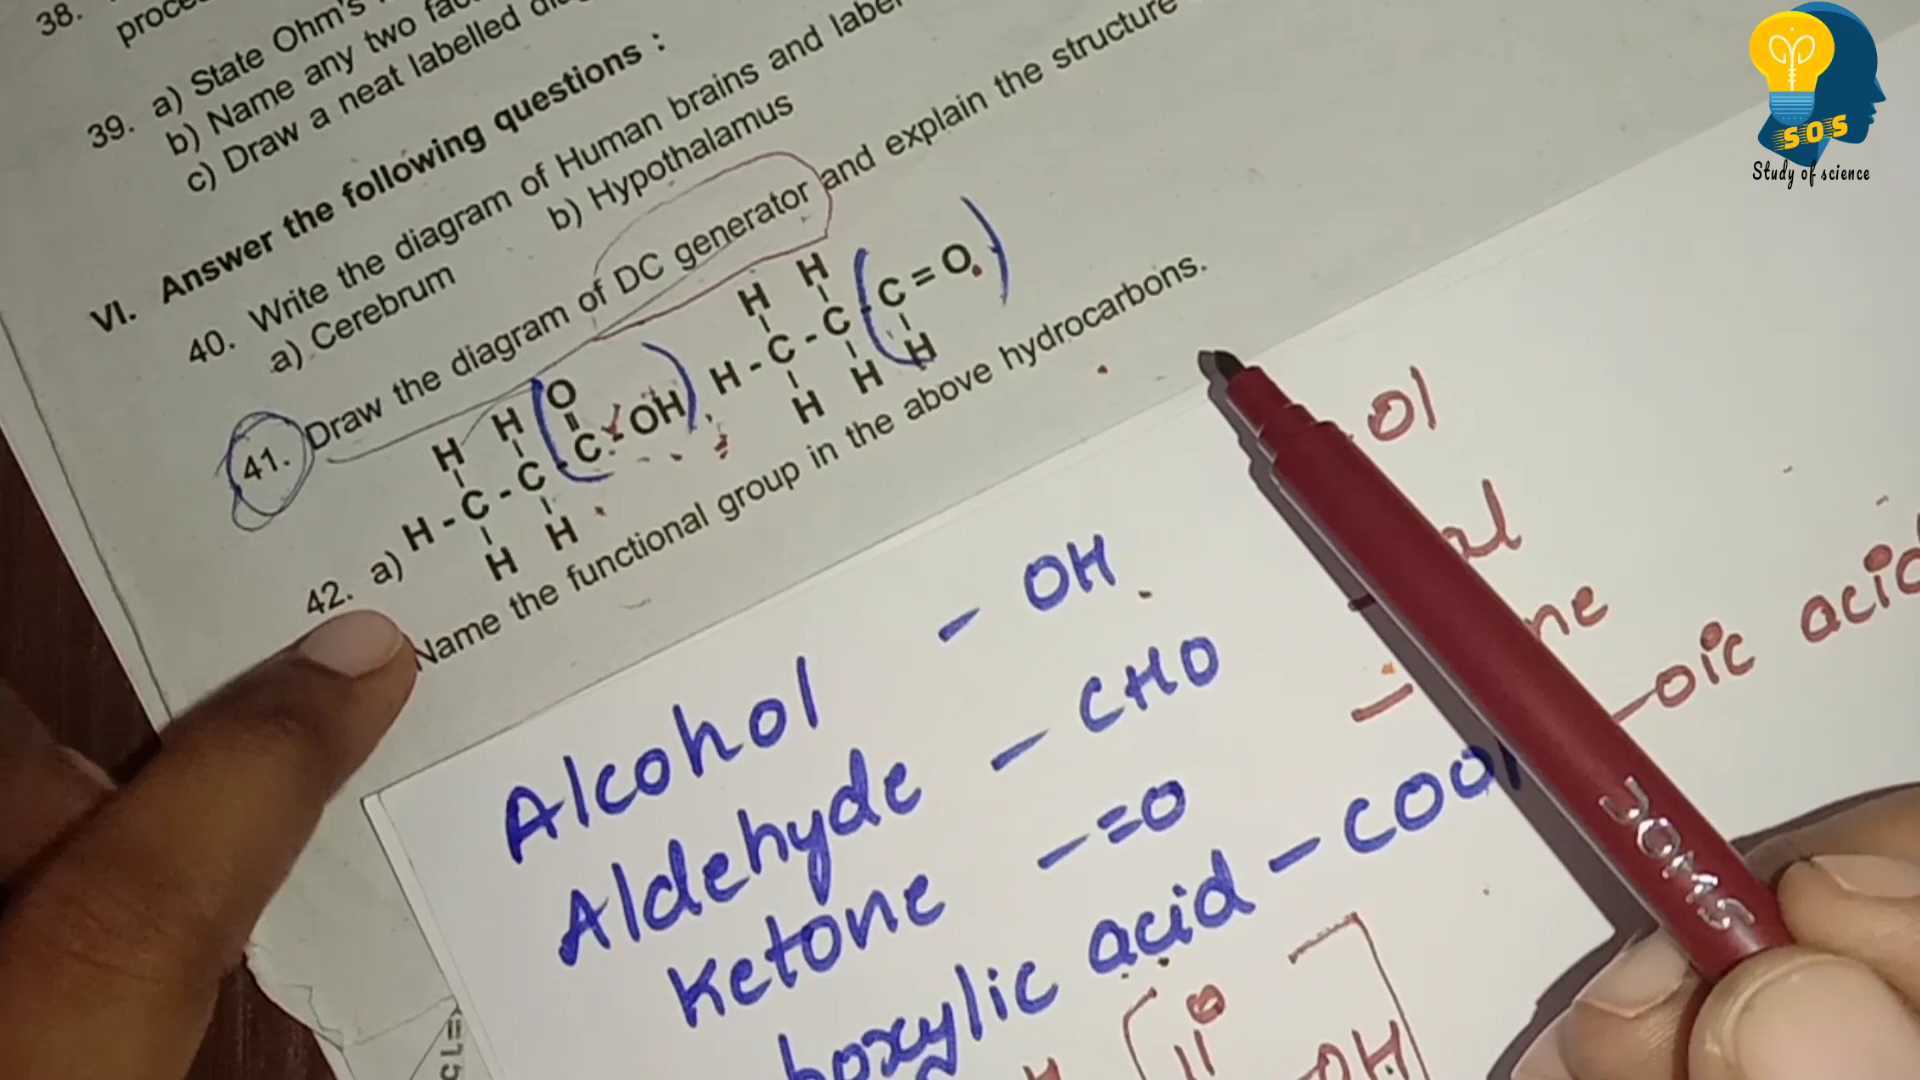 38.
39. a) State Ohm's
b) Name any two
c) Draw a neat labelled
VI. Answer the following questions :
40. Write the diagram of Human brains and label
a) Cerebrum b) Hypothalamus
41. Draw the diagram of DC generator and explain the structure
H H O H H
42. a) H - C - C - C - OH, H - C - C - C = O.
H H H H H
Name the functional group in the above hydrocarbons.
Alcohol - OH - ol
Aldehyde - CHO - al
Ketone - =O - one
boxylic acid - COOH - oic acid
O
OH
JOMS
SOS
Study of science